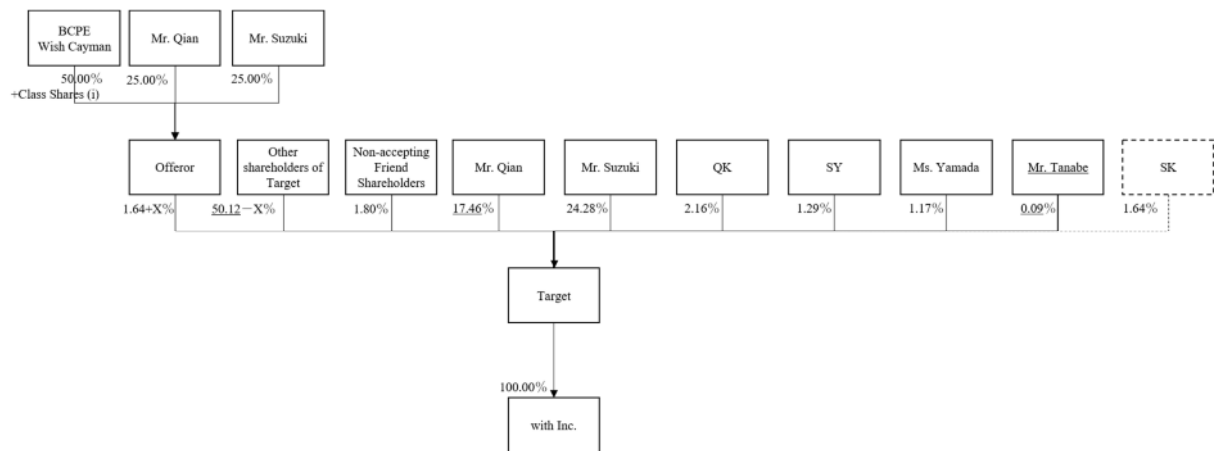 BCPE
Wish Cayman
Mr. Qian
Mr. Suzuki
50.00%
+Class Shares (i)
25.00%
25.00%
Offeror
Other
shareholders of
Target
Non-accepting
Friend
Shareholders
Mr. Qian
Mr. Suzuki
QK
SY
Ms. Yamada
Mr. Tanabe
SK
1.64+X%
50.12－X%
1.80%
17.46%
24.28%
2.16%
1.29%
1.17%
0.09%
1.64%
Target
100.00%
with Inc.